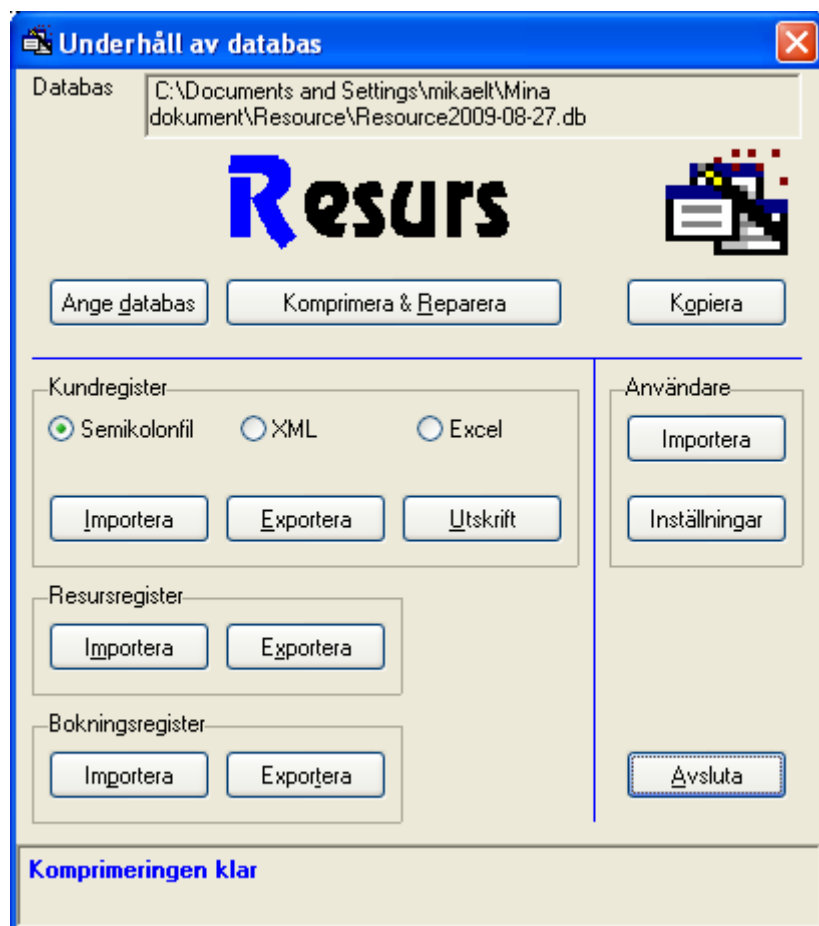 Underhåll av databas
Databas
C:\Documents and Settings\mikaelt\Mina
dokument\Resource\Resource2009-08-27.db
Resurs
Ange databas
Komprimera & Reparera
Kopiera
Kundregister
Semikolonfil
XML
Excel
Importera
Exportera
Utskrift
Användare
Importera
Inställningar
Resursregister
Importera
Exportera
Bokningsregister
Importera
Exportera
Avsluta
Komprimeringen klar